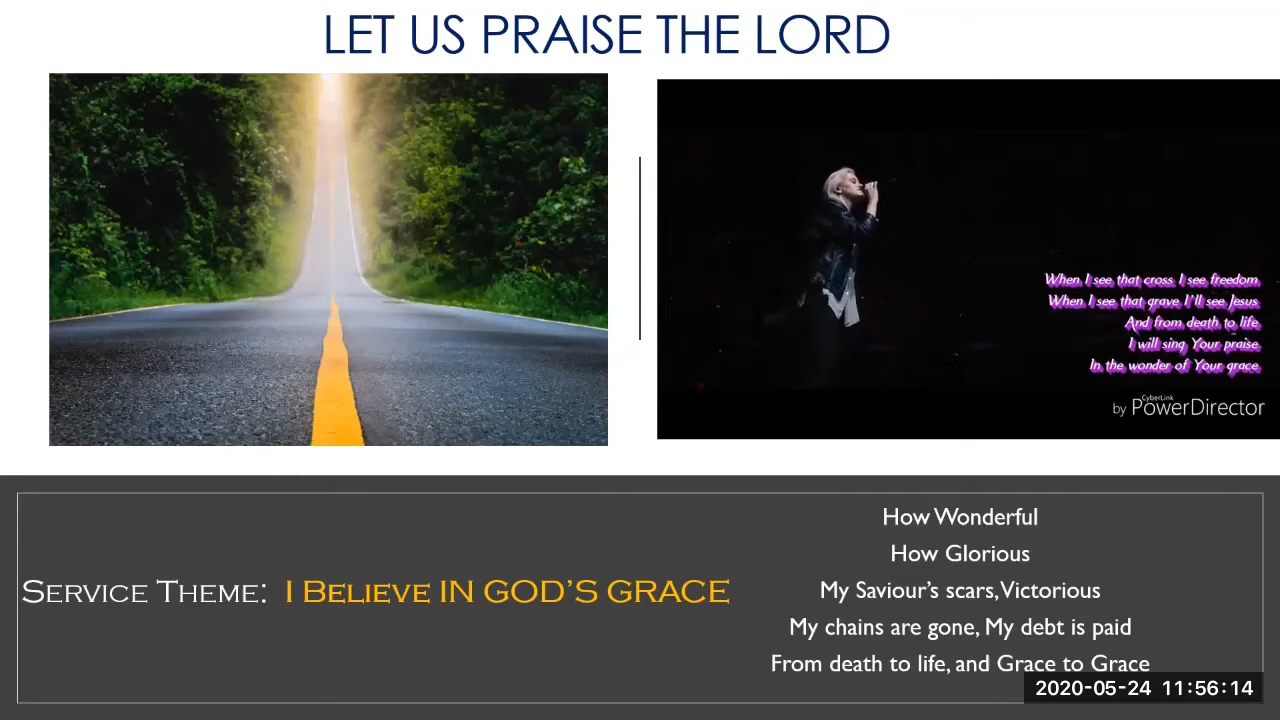 LET US PRAISE THE LORD
When I see that cross I see freedom
When I see that grave I'll see Jesus
And from death to life
I will sing Your praise
In the wonder of Your grace
by CyberLink PowerDirector
SERVICE THEME: I BELIEVE IN GOD'S GRACE
How Wonderful
How Glorious
My Saviour's scars, Victorious
My chains are gone, My debt is paid
From death to life, and Grace to Grace
2020-05-24 11:56:14